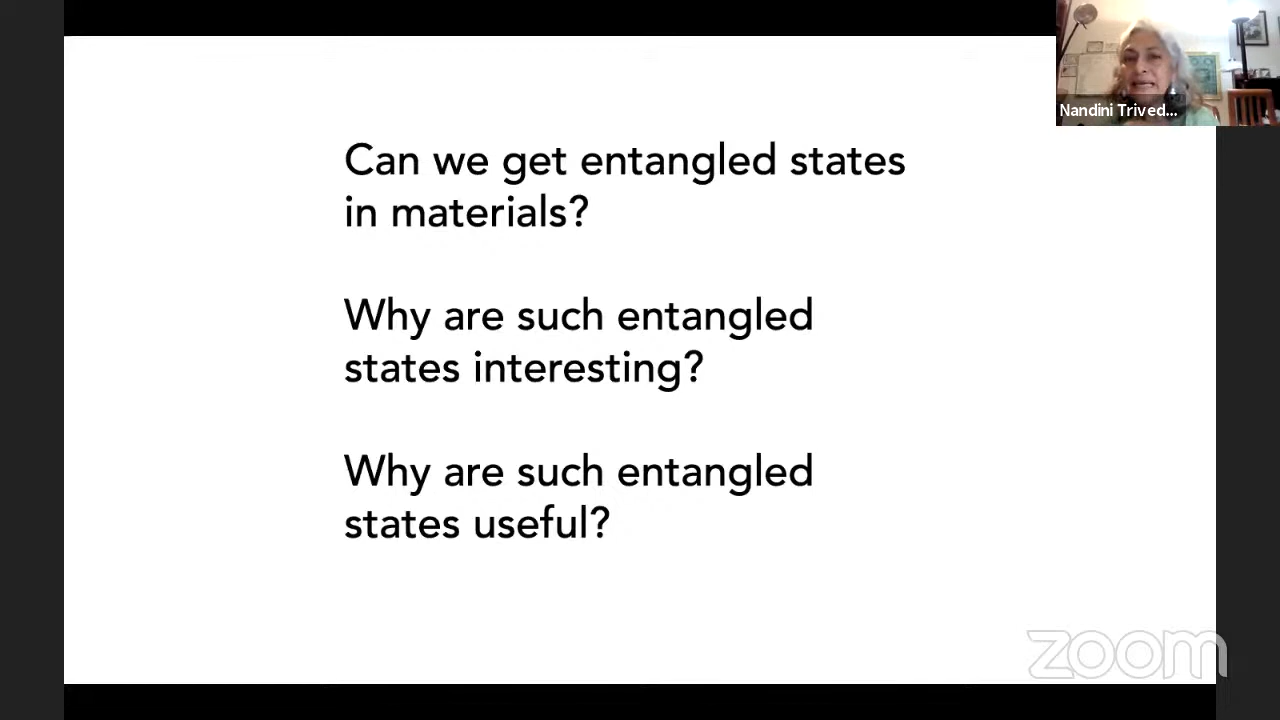 Nandini Trived...
Can we get entangled states
in materials?
Why are such entangled
states interesting?
Why are such entangled
states useful?
zoom